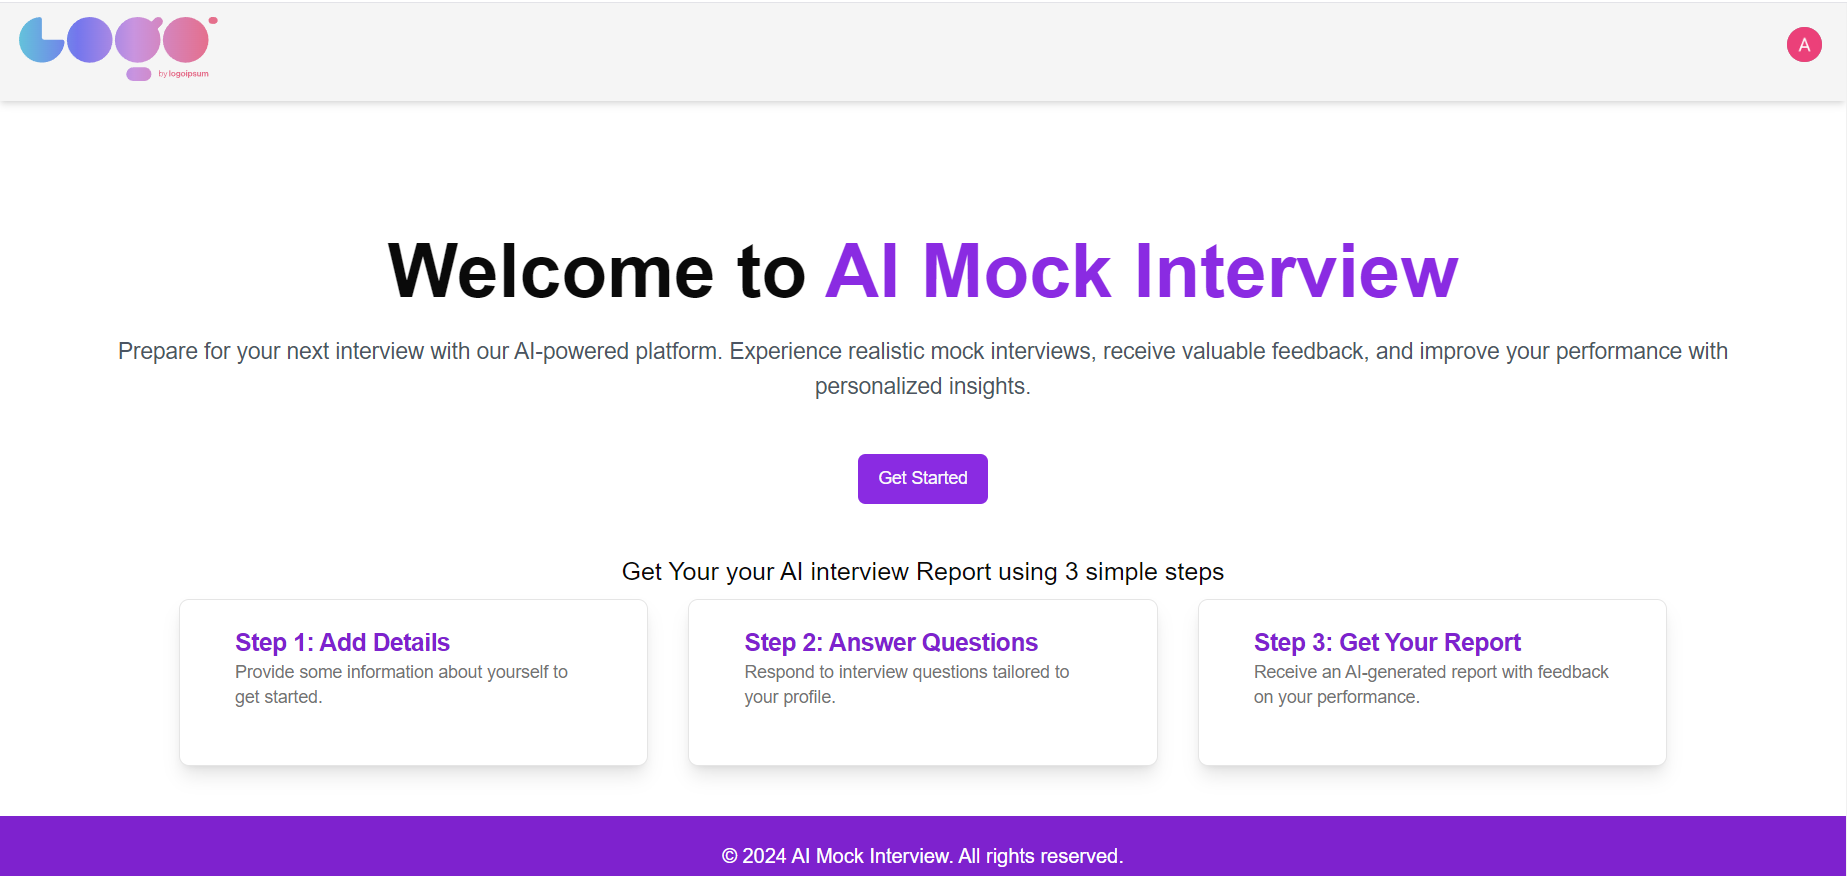 Logo
by logoipsum
A
Welcome to AI Mock Interview
Prepare for your next interview with our AI-powered platform. Experience realistic mock interviews, receive valuable feedback, and improve your performance with
personalized insights.
Get Started
Get Your your AI interview Report using 3 simple steps
Step 1: Add Details
Provide some information about yourself to
get started.
Step 2: Answer Questions
Respond to interview questions tailored to
your profile.
Step 3: Get Your Report
Receive an AI-generated report with feedback
on your performance.
© 2024 AI Mock Interview. All rights reserved.